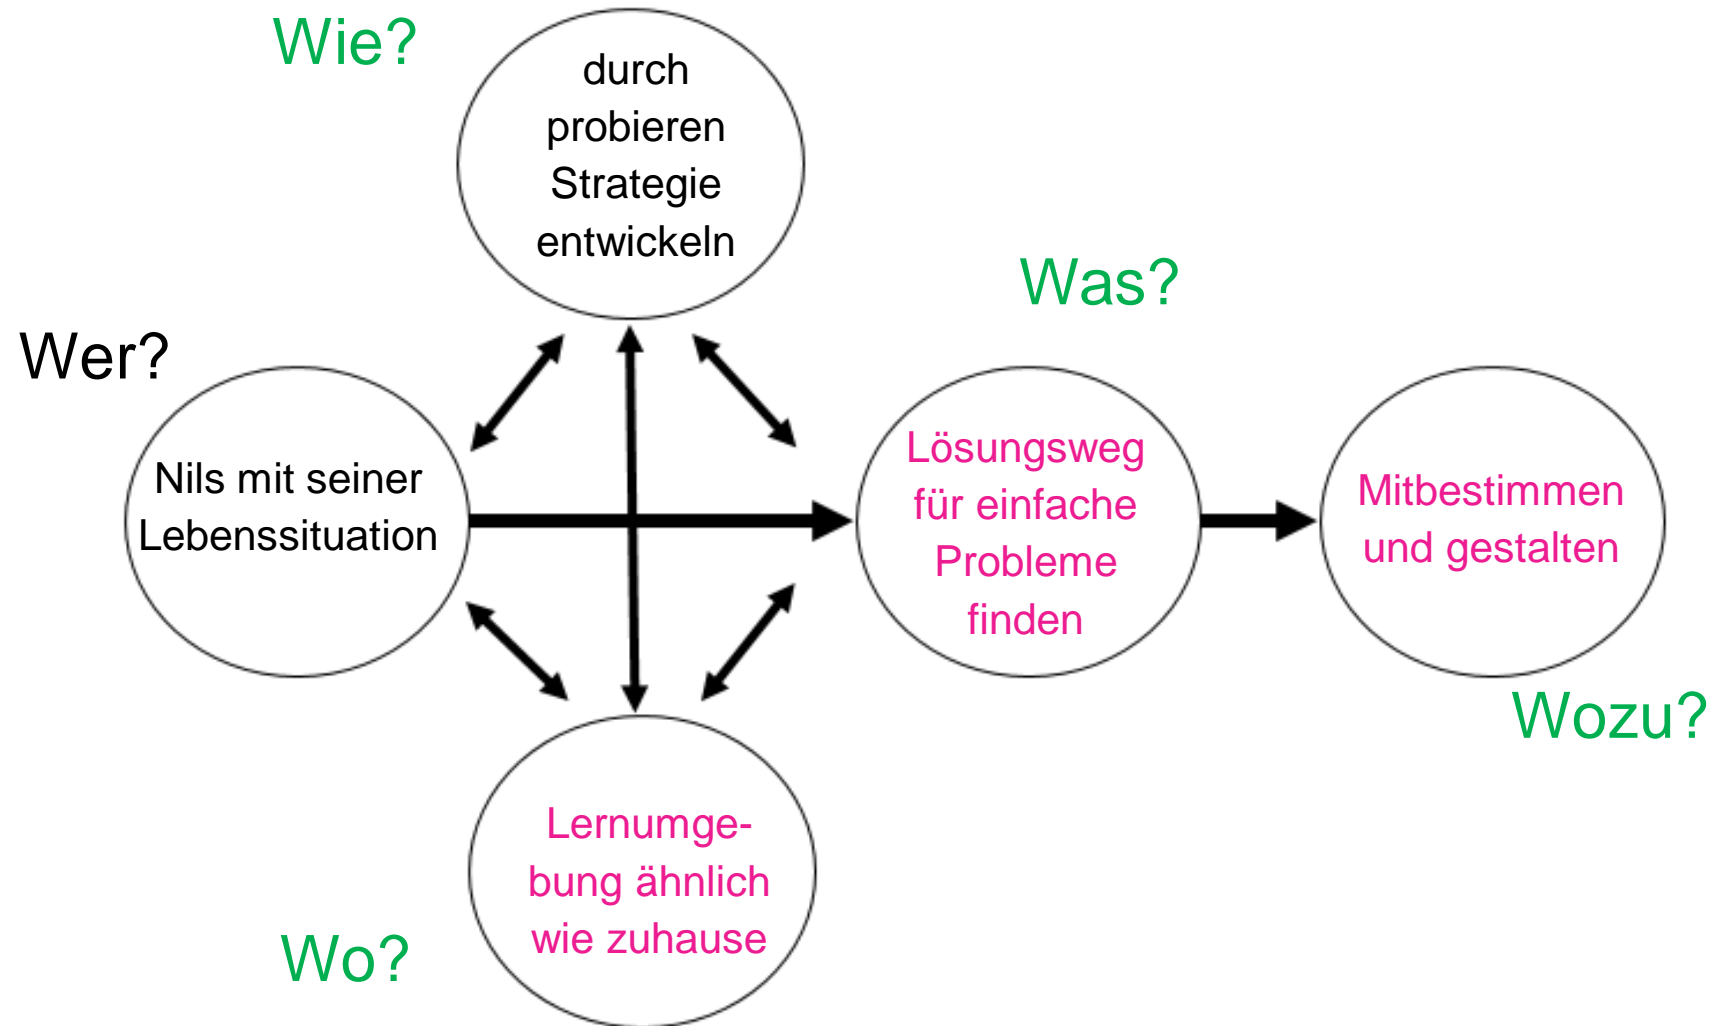 Wie?
durch
probieren
Strategie
entwickeln
Was?
Wer?
Nils mit seiner
Lebenssituation
Lösungsweg
für einfache
Probleme
finden
Mitbestimmen
und gestalten
Wozu?
Lernumge-
bung ähnlich
wie zuhause
Wo?